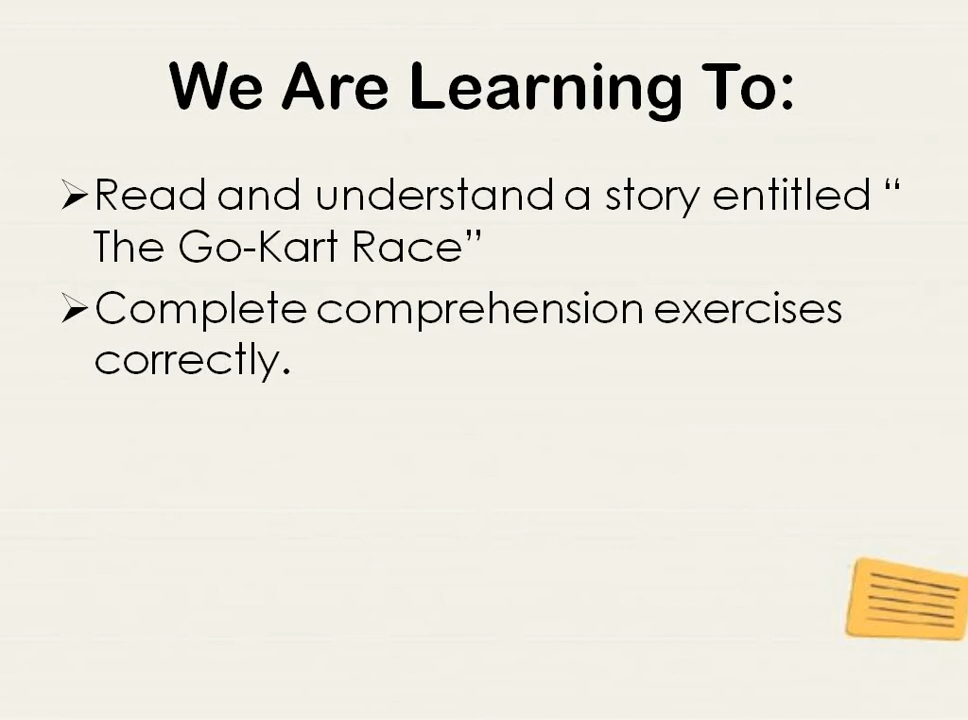 We Are Learning To:
➢Read and understand a story entitled “
The Go-Kart Race”
➢Complete comprehension exercises
correctly.